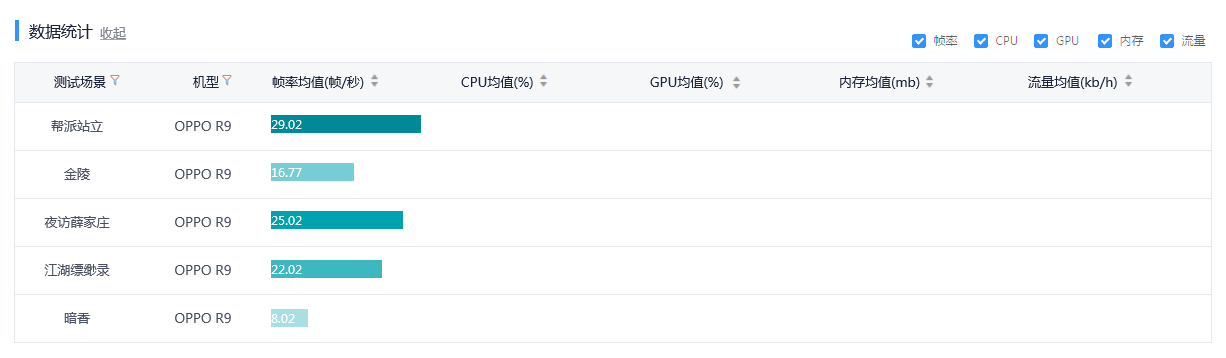 数据统计 收起
帧率 CPU GPU 内存 流量
测试场景 机型 帧率均值(帧/秒) CPU均值(%) GPU均值(%) 内存均值(mb) 流量均值(kb/h)
帮派站立 OPPO R9 29.02
金陵 OPPO R9 16.77
夜访薛家庄 OPPO R9 25.02
江湖缥缈录 OPPO R9 22.02
暗香 OPPO R9 8.02